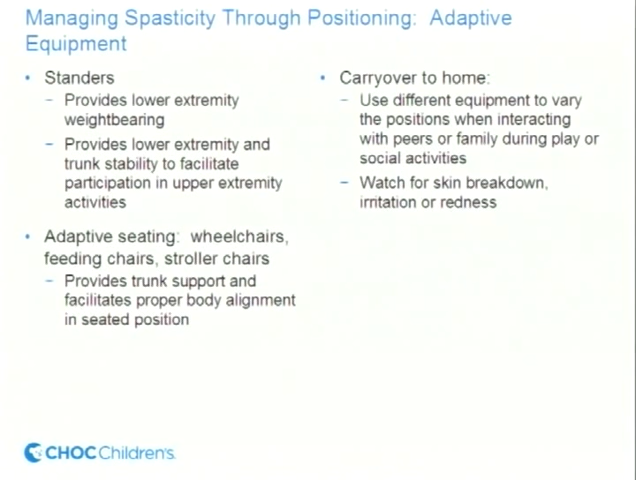 Managing Spasticity Through Positioning: Adaptive
Equipment
• Standers
– Provides lower extremity
weightbearing
– Provides lower extremity and
trunk stability to facilitate
participation in upper extremity
activities
• Adaptive seating: wheelchairs,
feeding chairs, stroller chairs
– Provides trunk support and
facilitates proper body alignment
in seated position
• Carryover to home:
– Use different equipment to vary
the positions when interacting
with peers or family during play or
social activities
– Watch for skin breakdown,
irritation or redness
CHOC Children's.